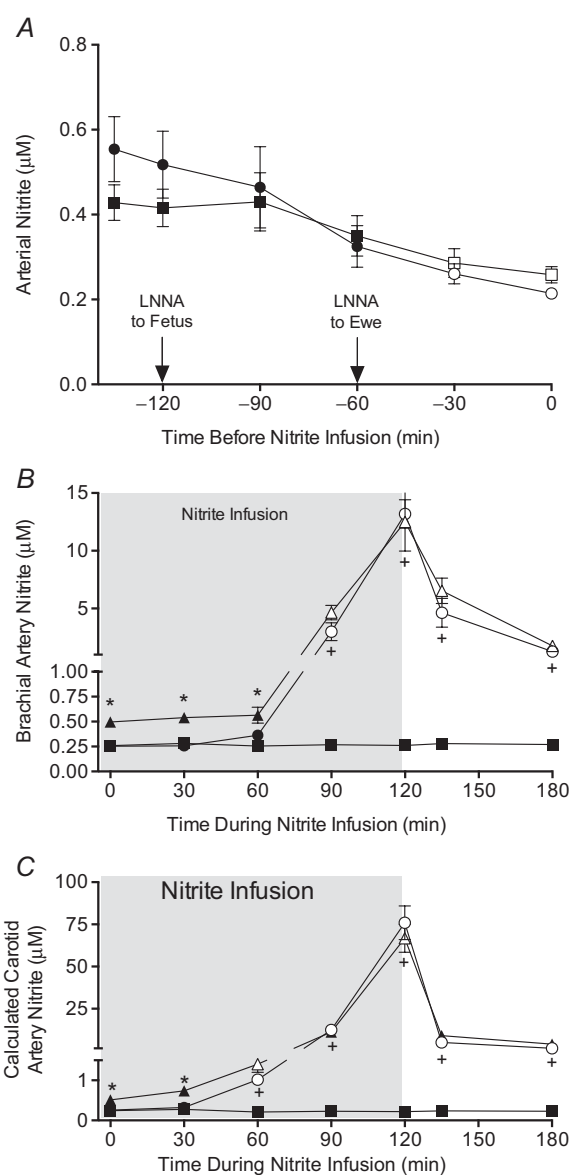 A
0.8
0.6
0.4
0.2
0.0
Arterial Nitrite (µM)
LNNA
to Fetus
LNNA
to Ewe
−120 −90 −60 −30 0
Time Before Nitrite Infusion (min)
B
15
10
5
1.00
0.75
0.50
0.25
0.00
Brachial Artery Nitrite (µM)
Nitrite Infusion
* * *
+ + + +
0 30 60 90 120 150 180
Time During Nitrite Infusion (min)
C
100
75
50
25
1
0
Calculated Carotid
Artery Nitrite (µM)
Nitrite Infusion
* *
+ + + + +
0 30 60 90 120 150 180
Time During Nitrite Infusion (min)